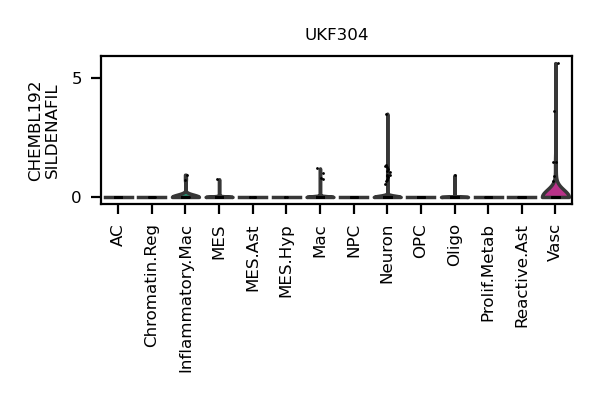 UKF304
CHEMBL192
SILDENAFIL
5
0
AC
Chromatin.Reg
Inflammatory.Mac
MES
MES.Ast
MES.Hyp
Mac
NPC
Neuron
OPC
Oligo
Prolif.Metab
Reactive.Ast
Vasc